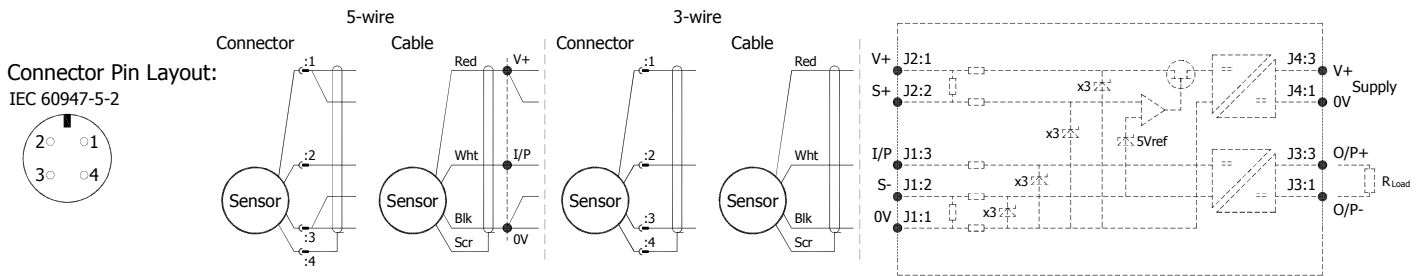 5-wire
3-wire
Connector
Cable
Connector
Cable
Connector Pin Layout:
IEC 60947-5-2
2
1
3
4
:1
:2
:3
:4
Sensor
Red
Wht
Blk
Scr
Sensor
V+
I/P
0V
:1
:2
:3
:4
Sensor
Red
Wht
Blk
Scr
Sensor
V+ J2:1
S+ J2:2
I/P J1:3
S- J1:2
0V J1:1
x3
x3
x3
x3
5Vref
J4:3 V+
Supply
J4:1 0V
J3:3 O/P+
R Load
J3:1
O/P-